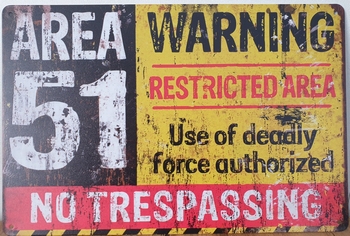 AREA
51
WARNING
RESTRICTED AREA
Use of deadly
force authorized
NO TRESPASSING